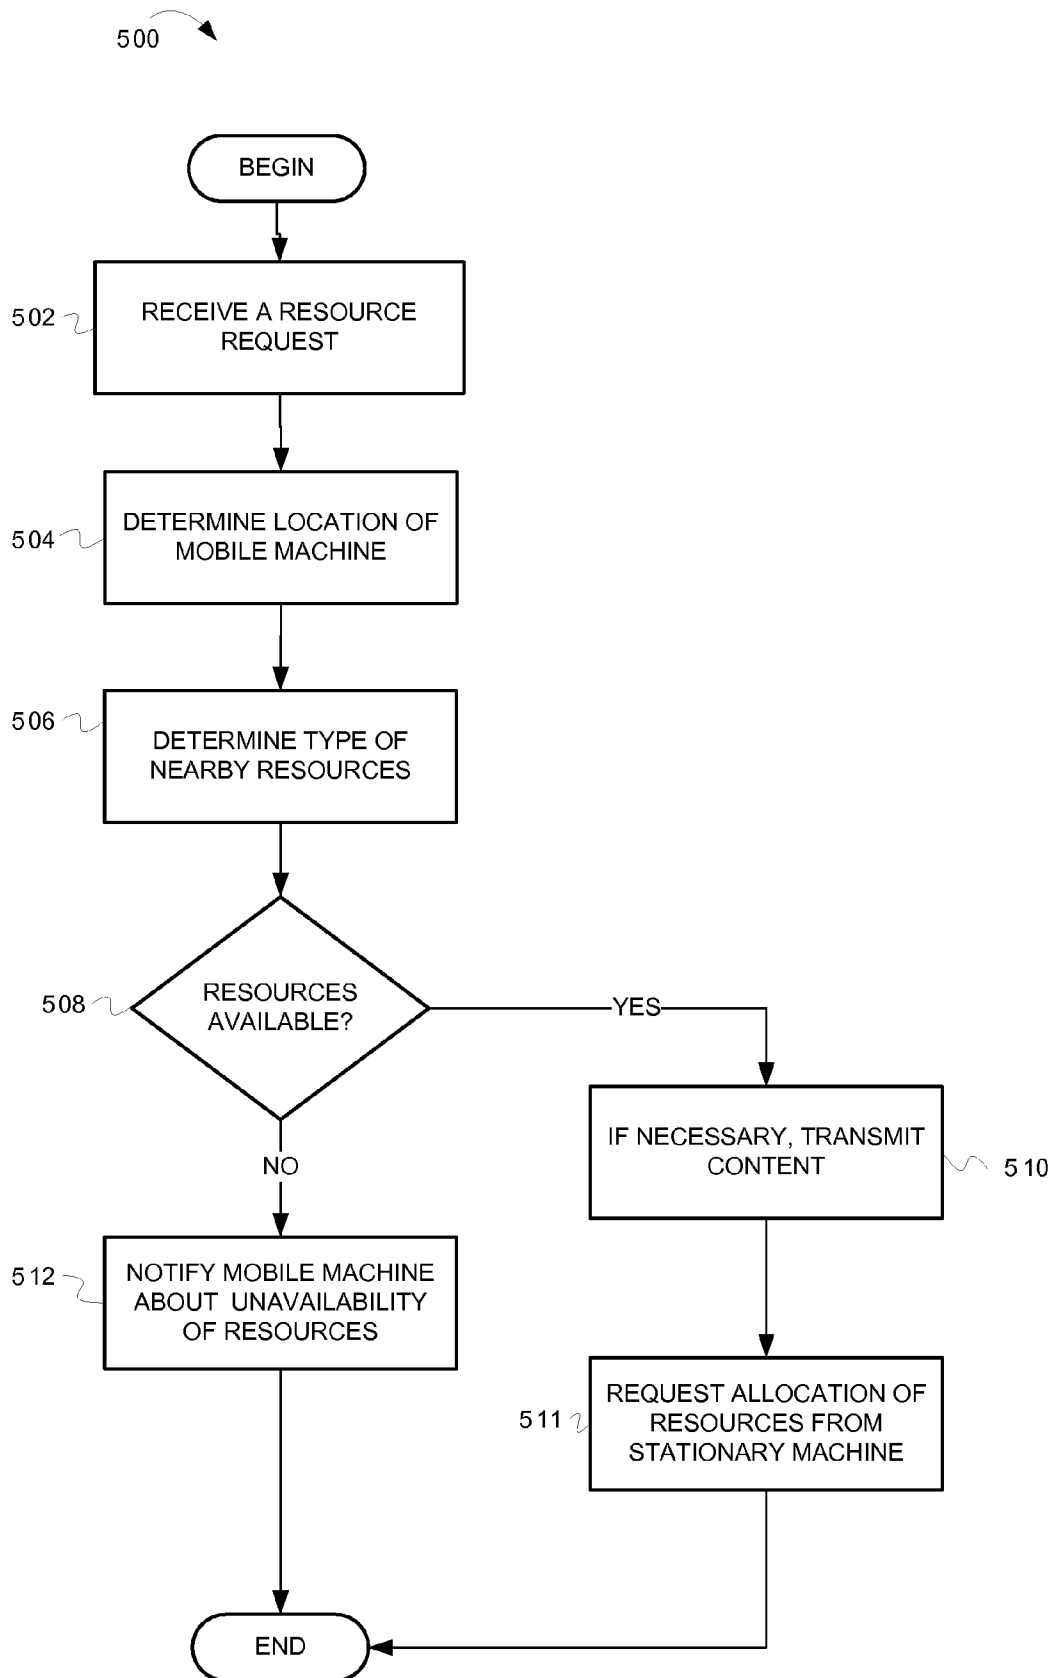 500
BEGIN
502
RECEIVE A RESOURCE
REQUEST
504
DETERMINE LOCATION OF
MOBILE MACHINE
506
DETERMINE TYPE OF
NEARBY RESOURCES
508
RESOURCES
AVAILABLE?
YES
IF NECESSARY, TRANSMIT
CONTENT
510
NO
512
NOTIFY MOBILE MACHINE
ABOUT UNAVAILABILITY
OF RESOURCES
511
REQUEST ALLOCATION OF
RESOURCES FROM
STATIONARY MACHINE
END